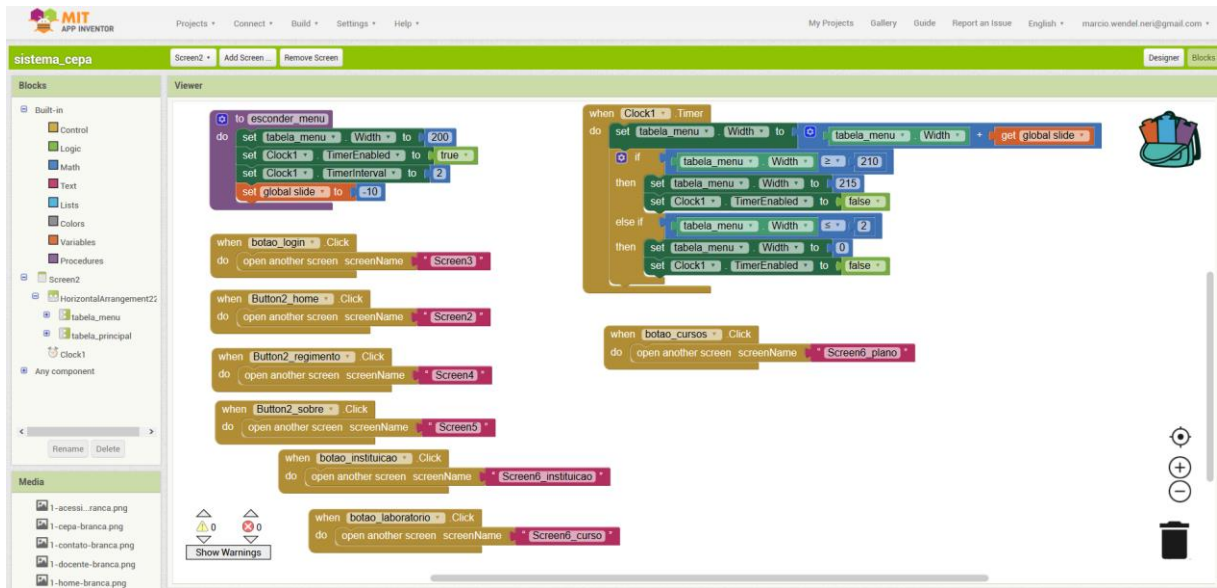 MIT
APP INVENTOR
Projects Connect Build Settings Help My Projects Gallery Guide Report an Issue English marcio.wendel.neri@gmail.com
sistema_cepa Screen2 Add Screen ... Remove Screen Designer Blocks
Blocks
Viewer
Built-in
Control
Logic
Math
Text
Lists
Colors
Variables
Procedures
Screen2
HorizontalArrangement22
tabela_menu
tabela_principal
Clock1
Any component
Rename Delete
Media
1-acessi...ranca.png
1-cepa-branca.png
1-contato-branca.png
1-docente-branca.png
1-home-branca.png
to esconder_menu
do set tabela_menu . Width to 200
set Clock1 . TimerEnabled to true
set Clock1 . TimerInterval to 2
set global slide to -10
when botao_login .Click
do open another screen screenName " Screen3 "
when Button2_home .Click
do open another screen screenName " Screen2 "
when Button2_regimento .Click
do open another screen screenName " Screen4 "
when Button2_sobre .Click
do open another screen screenName " Screen5 "
when botao_instituicao .Click
do open another screen screenName " Screen6_instituicao "
when botao_laboratorio .Click
do open another screen screenName " Screen6_curso "
0 0
Show Warnings
when Clock1 .Timer
do set tabela_menu . Width to tabela_menu . Width + get global slide
if tabela_menu . Width ≥ 210
then set tabela_menu . Width to 215
set Clock1 . TimerEnabled to false
else if tabela_menu . Width ≤ 2
then set tabela_menu . Width to 0
set Clock1 . TimerEnabled to false
when botao_cursos .Click
do open another screen screenName " Screen6_plano "